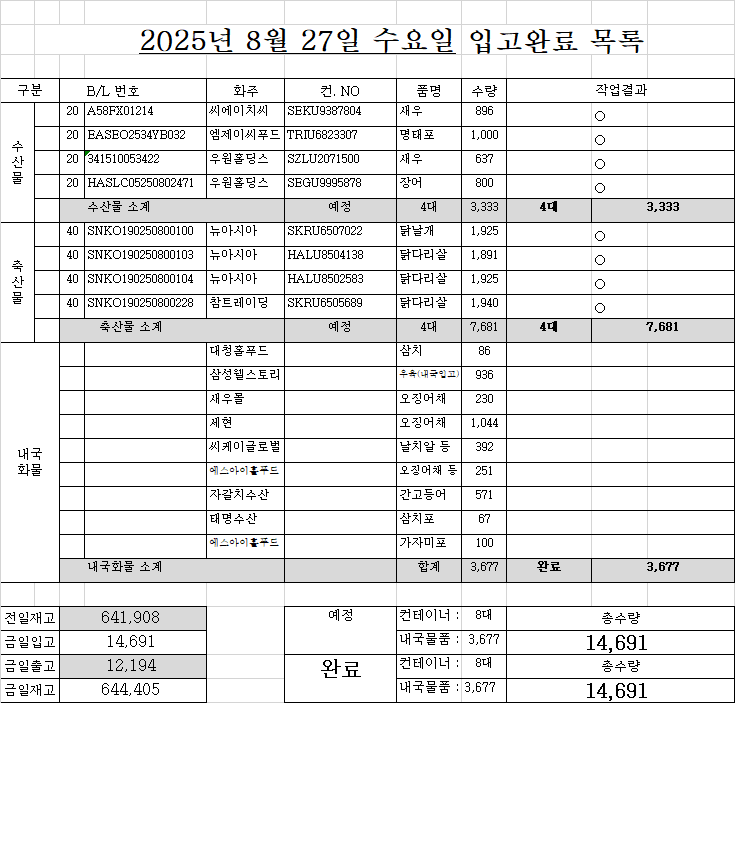 2025년 8월 27일 수요일 입고완료 목록
구분 B/L 번호 화주 컨. NO 품명 수량 작업결과
수산물
20 A58FX01214 씨에이치씨 SEKU9387804 새우 896 ○
20 EASEO2534YB032 엠제이씨푸드 TRIU6823307 명태포 1,000 ○
20 341510053422 우원홀딩스 SZLU2071500 새우 637 ○
20 HASLC05250802471 우원홀딩스 SEGU9995878 장어 800 ○
수산물 소계 예정 4대 3,333 4대 3,333
축산물
40 SNKO190250800100 뉴아시아 SKRU6507022 닭날개 1,925 ○
40 SNKO190250800103 뉴아시아 HALU8504138 닭다리살 1,891 ○
40 SNKO190250800104 뉴아시아 HALU8502583 닭다리살 1,925 ○
40 SNKO190250800228 참트레이딩 SKRU6505689 닭다리살 1,940 ○
축산물 소계 예정 4대 7,681 4대 7,681
내국화물
대청홀푸드 삼치 86
삼성웰스토리 우육(내국입고) 936
새우몰 오징어채 230
세현 오징어채 1,044
씨케이글로벌 날치알 등 392
에스아이홀푸드 오징어채 등 251
자갈치수산 간고등어 571
태명수산 삼치포 67
에스아이홀푸드 가자미포 100
내국화물 소계 합계 3,677 완료 3,677
전일재고 641,908 예정 컨테이너 : 8대 총수량
금일입고 14,691 내국물품 : 3,677 14,691
금일출고 12,194 완료 컨테이너 : 8대 총수량
금일재고 644,405 내국물품 : 3,677 14,691